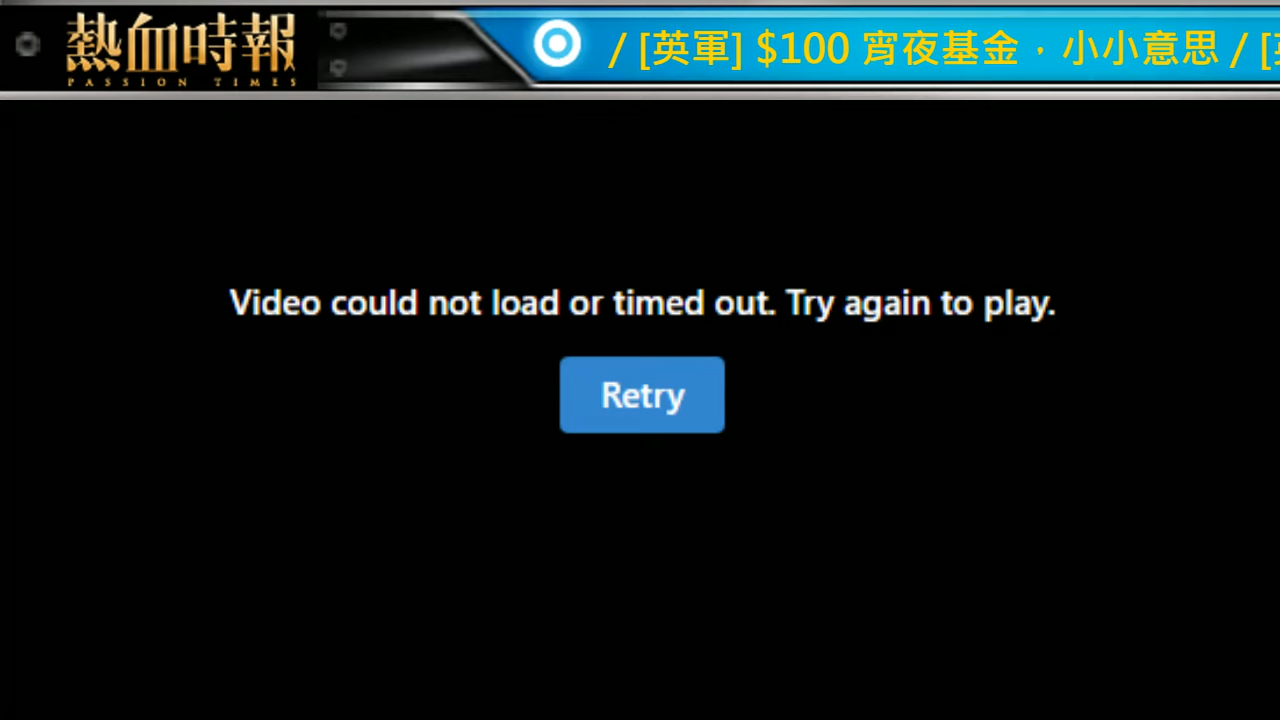 熱血時報
PASSION TIMES
/ [英軍] $100 宵夜基金，小小意思 / [
Video could not load or timed out. Try again to play.
Retry